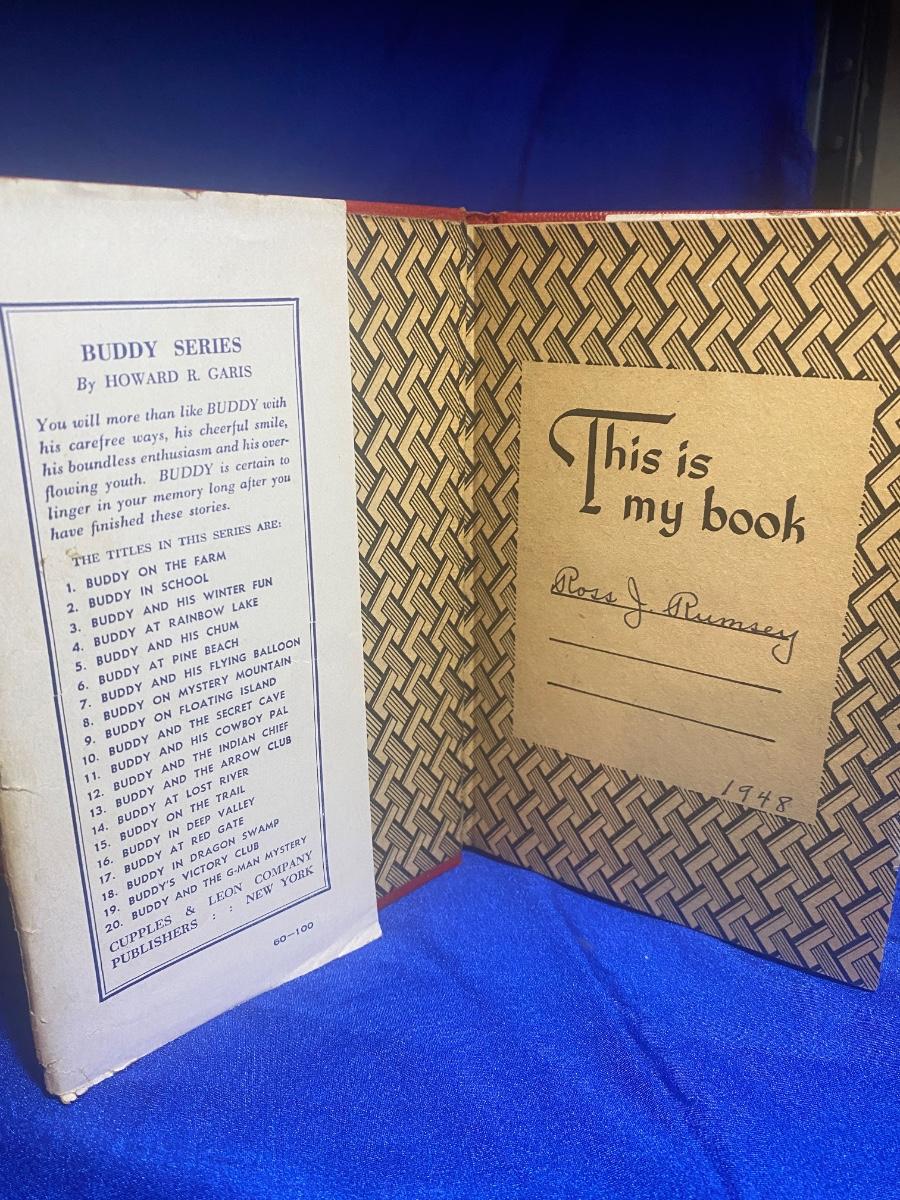 BUDDY SERIES
By HOWARD R. GARIS
You will more than like BUDDY with
his carefree ways, his cheerful smile,
his boundless enthusiasm and his over-
flowing youth. BUDDY is certain to
linger in your memory long after you
have finished these stories.
THE TITLES IN THIS SERIES ARE:
1. BUDDY ON THE FARM
2. BUDDY IN SCHOOL
3. BUDDY AND HIS WINTER FUN
4. BUDDY AT RAINBOW LAKE
5. BUDDY AND HIS CHUM
6. BUDDY AT PINE BEACH
7. BUDDY AND HIS FLYING BALLOON
8. BUDDY ON MYSTERY MOUNTAIN
9. BUDDY ON FLOATING ISLAND
10. BUDDY AND THE SECRET CAVE
11. BUDDY AND HIS COWBOY PAL
12. BUDDY AND THE INDIAN CHIEF
13. BUDDY AND THE ARROW CLUB
14. BUDDY AT LOST RIVER
15. BUDDY ON THE TRAIL
16. BUDDY IN DEEP VALLEY
17. BUDDY AT RED GATE
18. BUDDY IN DRAGON SWAMP
19. BUDDY'S VICTORY CLUB
20. BUDDY AND THE G-MAN MYSTERY
CUPPLES & LEON COMPANY
PUBLISHERS : : NEW YORK
60—100
This is
my book
Ross J. Rumsey
1948